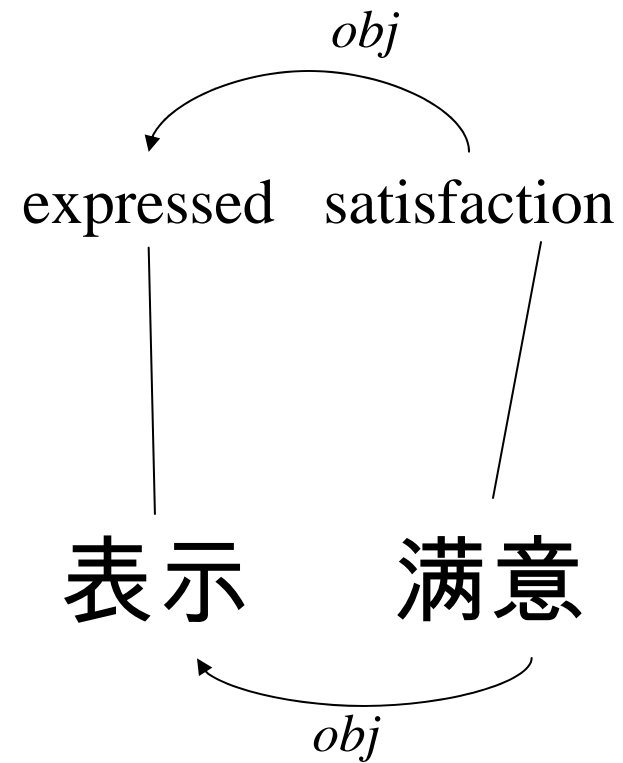 obj
expressed satisfaction
表示 满意
obj